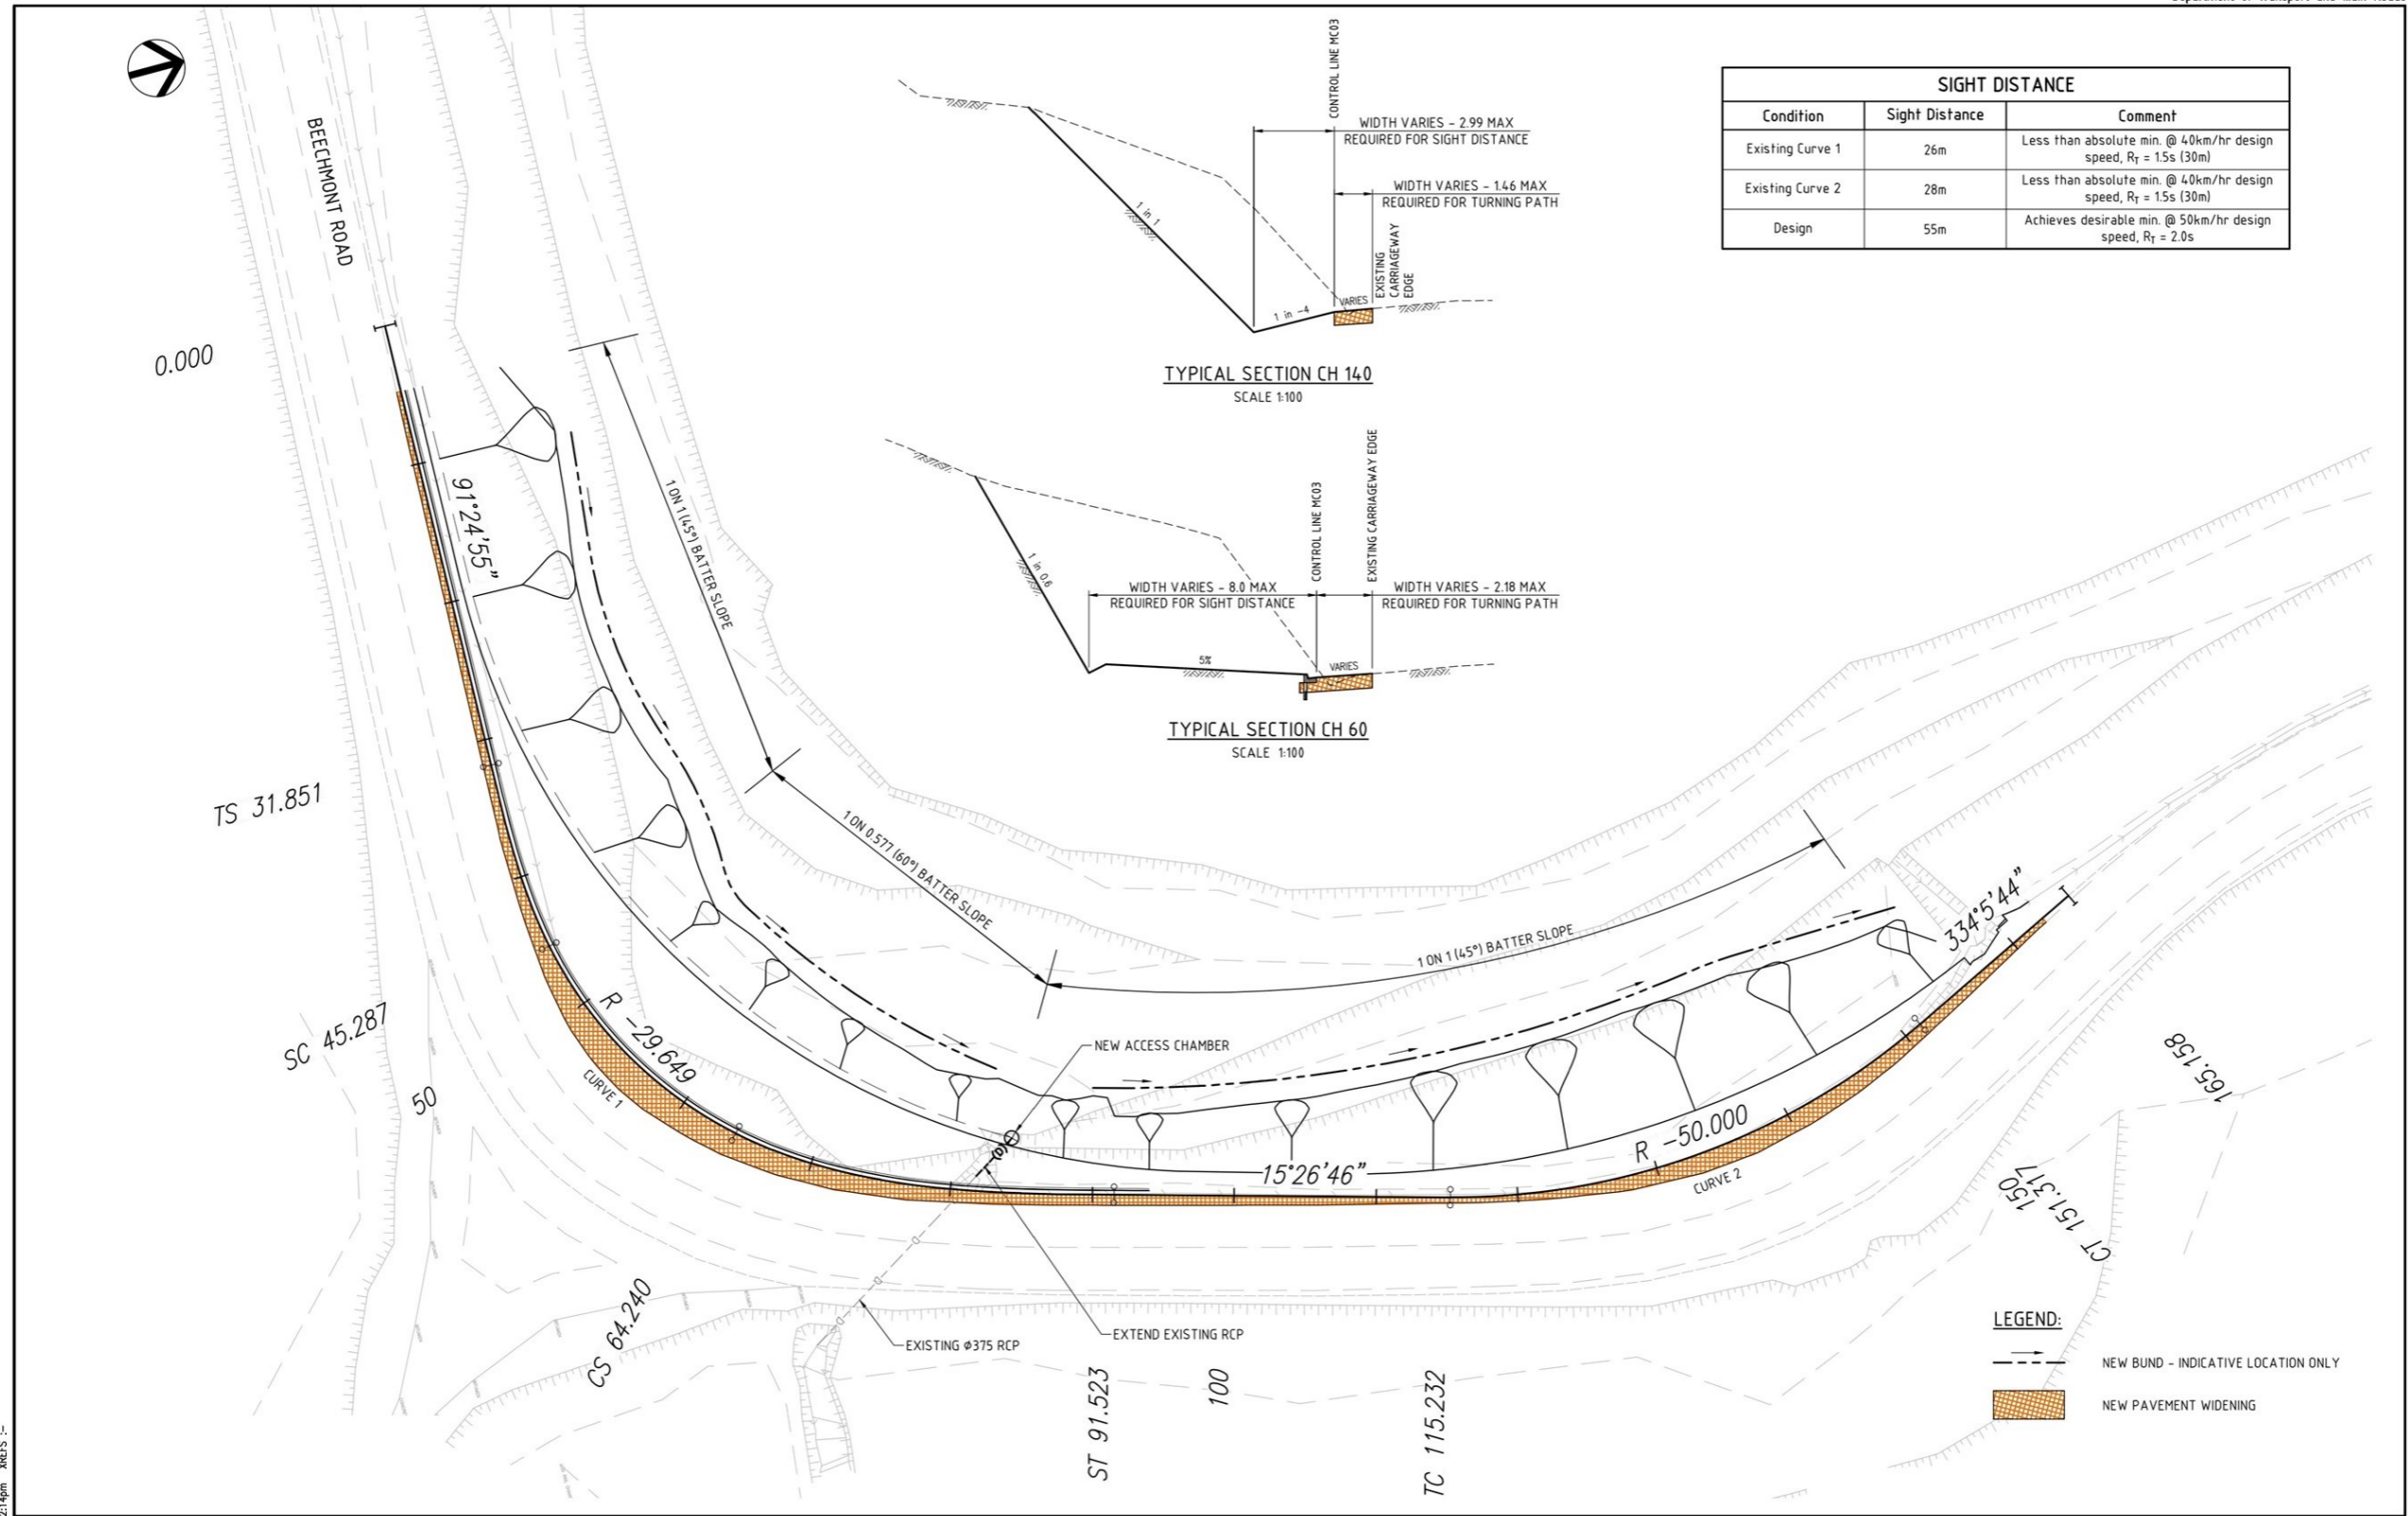 BEECHMONT ROAD
0.000
91°24'55"
TS 31.851
SC 45.287
50
R -29.649
CURVE 1
CS 64.240
1 ON 1 (45°) BATTER SLOPE
1 ON 0.577 (60°) BATTER SLOPE
1 ON 1 (45°) BATTER SLOPE
NEW ACCESS CHAMBER
15°26'46"
EXISTING Ø375 RCP
EXTEND EXISTING RCP
ST 91.523
100
TC 115.232
R -50.000
CURVE 2
334°5'44"
165.158
150
CT 151.317
CONTROL LINE MC03
WIDTH VARIES - 2.99 MAX
REQUIRED FOR SIGHT DISTANCE
WIDTH VARIES - 1.46 MAX
REQUIRED FOR TURNING PATH
EXISTING
CARRIAGEWAY
EDGE
1 in 1
1 in -4
VARIES
TYPICAL SECTION CH 140
SCALE 1:100
CONTROL LINE MC03
EXISTING CARRIAGEWAY EDGE
1 in 0.6
WIDTH VARIES - 8.0 MAX
REQUIRED FOR SIGHT DISTANCE
WIDTH VARIES - 2.18 MAX
REQUIRED FOR TURNING PATH
5%
VARIES
TYPICAL SECTION CH 60
SCALE 1:100
SIGHT DISTANCE
Condition Sight Distance Comment
Existing Curve 1 26m Less than absolute min. @ 40km/hr design
speed, RT = 1.5s (30m)
Existing Curve 2 28m Less than absolute min. @ 40km/hr design
speed, RT = 1.5s (30m)
Design 55m Achieves desirable min. @ 50km/hr design
speed, RT = 2.0s
LEGEND:
NEW BUND - INDICATIVE LOCATION ONLY
NEW PAVEMENT WIDENING